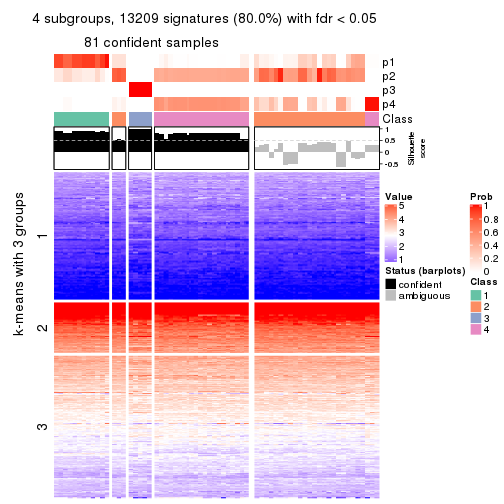 4 subgroups, 13209 signatures (80.0%) with fdr < 0.05
81 confident samples
p1
p2
p3
p4
Class
1
0.5
0
-0.5
Silhouette
score
k-means with 3 groups
1
2
3
Value
5
4
3
2
1
Status (barplots)
confident
ambiguous
Prob
1
0.8
0.6
0.4
0.2
0
Class
1
2
3
4